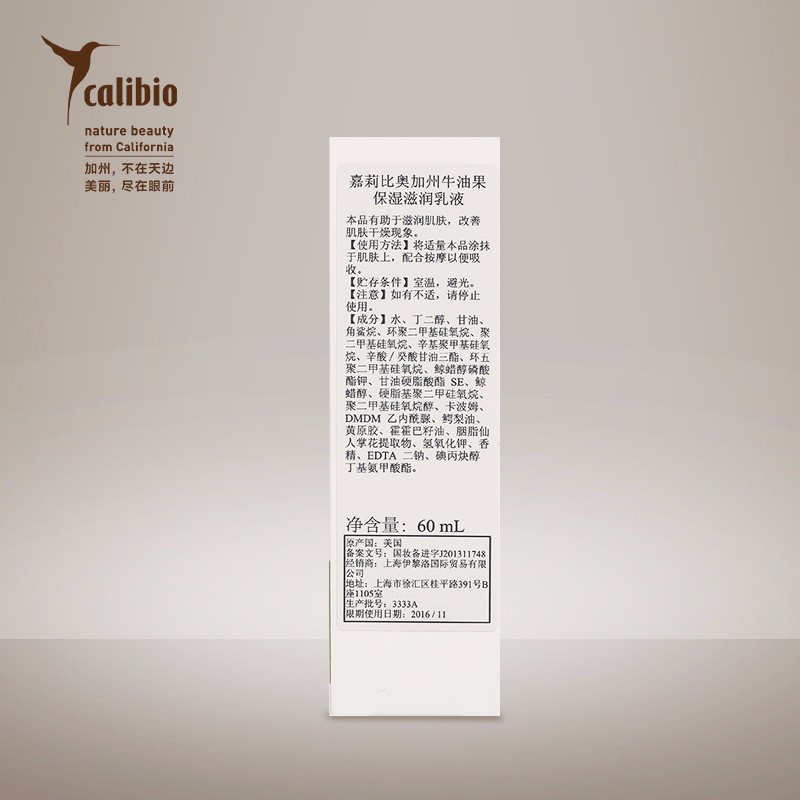 calibio
nature beauty
from California
加州，不在天边
美丽，尽在眼前
嘉莉比奥加州牛油果
保湿滋润乳液
本品有助于滋润肌肤，改善
肌肤干燥现象。
【使用方法】将适量本品涂抹
于肌肤上，配合按摩以便吸
收。
【贮存条件】室温，避光。
【注意】如有不适，请停止
使用。
【成分】水、丁二醇、甘油、
角鲨烷、环聚二甲基硅氧烷、聚
二甲基硅氧烷、辛基聚甲基硅氧
烷、辛酸/癸酸甘油三酯、环五
聚二甲基硅氧烷、鲸蜡醇磷酸
酯钾、甘油硬脂酸酯 SE、鲸
蜡醇、硬脂基聚二甲硅氧烷、
聚二甲基硅氧烷醇、卡波姆、
DMDM 乙内酰脲、鳄梨油、
黄原胶、霍霍巴籽油、胭脂仙
人掌花提取物、氢氧化钾、香
精、EDTA 二钠、碘丙炔醇
丁基氨甲酸酯。
净含量：60 mL
原产国：美国
备案文号：国妆备进字J201311748
经销商：上海伊黎洛国际贸易有限
公司
地址：上海市徐汇区桂平路391号B
座1105室
生产批号：3333A
限期使用日期：2016/11